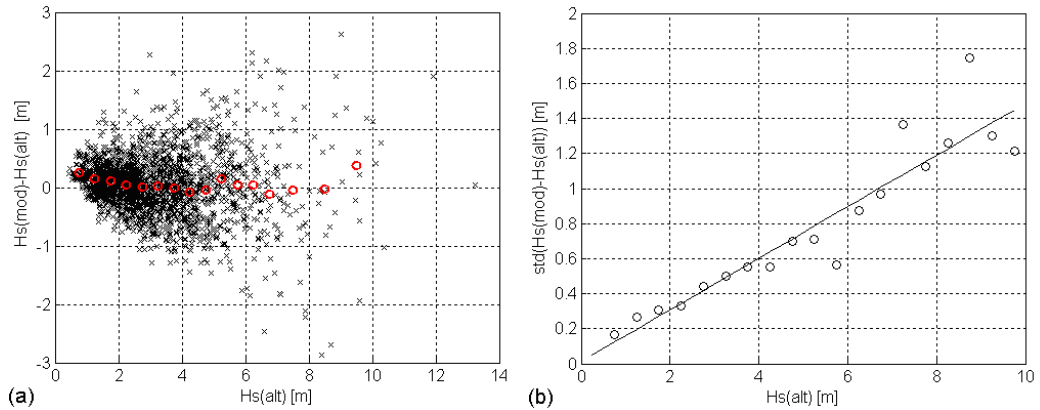 3
2
1
0
-1
-2
-3
Hs(mod)-Hs(alt) [m]
0 2 4 6 8 10 12 14
Hs(alt) [m]
(a)
2
1.8
1.6
1.4
1.2
1
0.8
0.6
0.4
0.2
0
std(Hs(mod)-Hs(alt)) [m]
0 2 4 6 8 10
Hs(alt) [m]
(b)